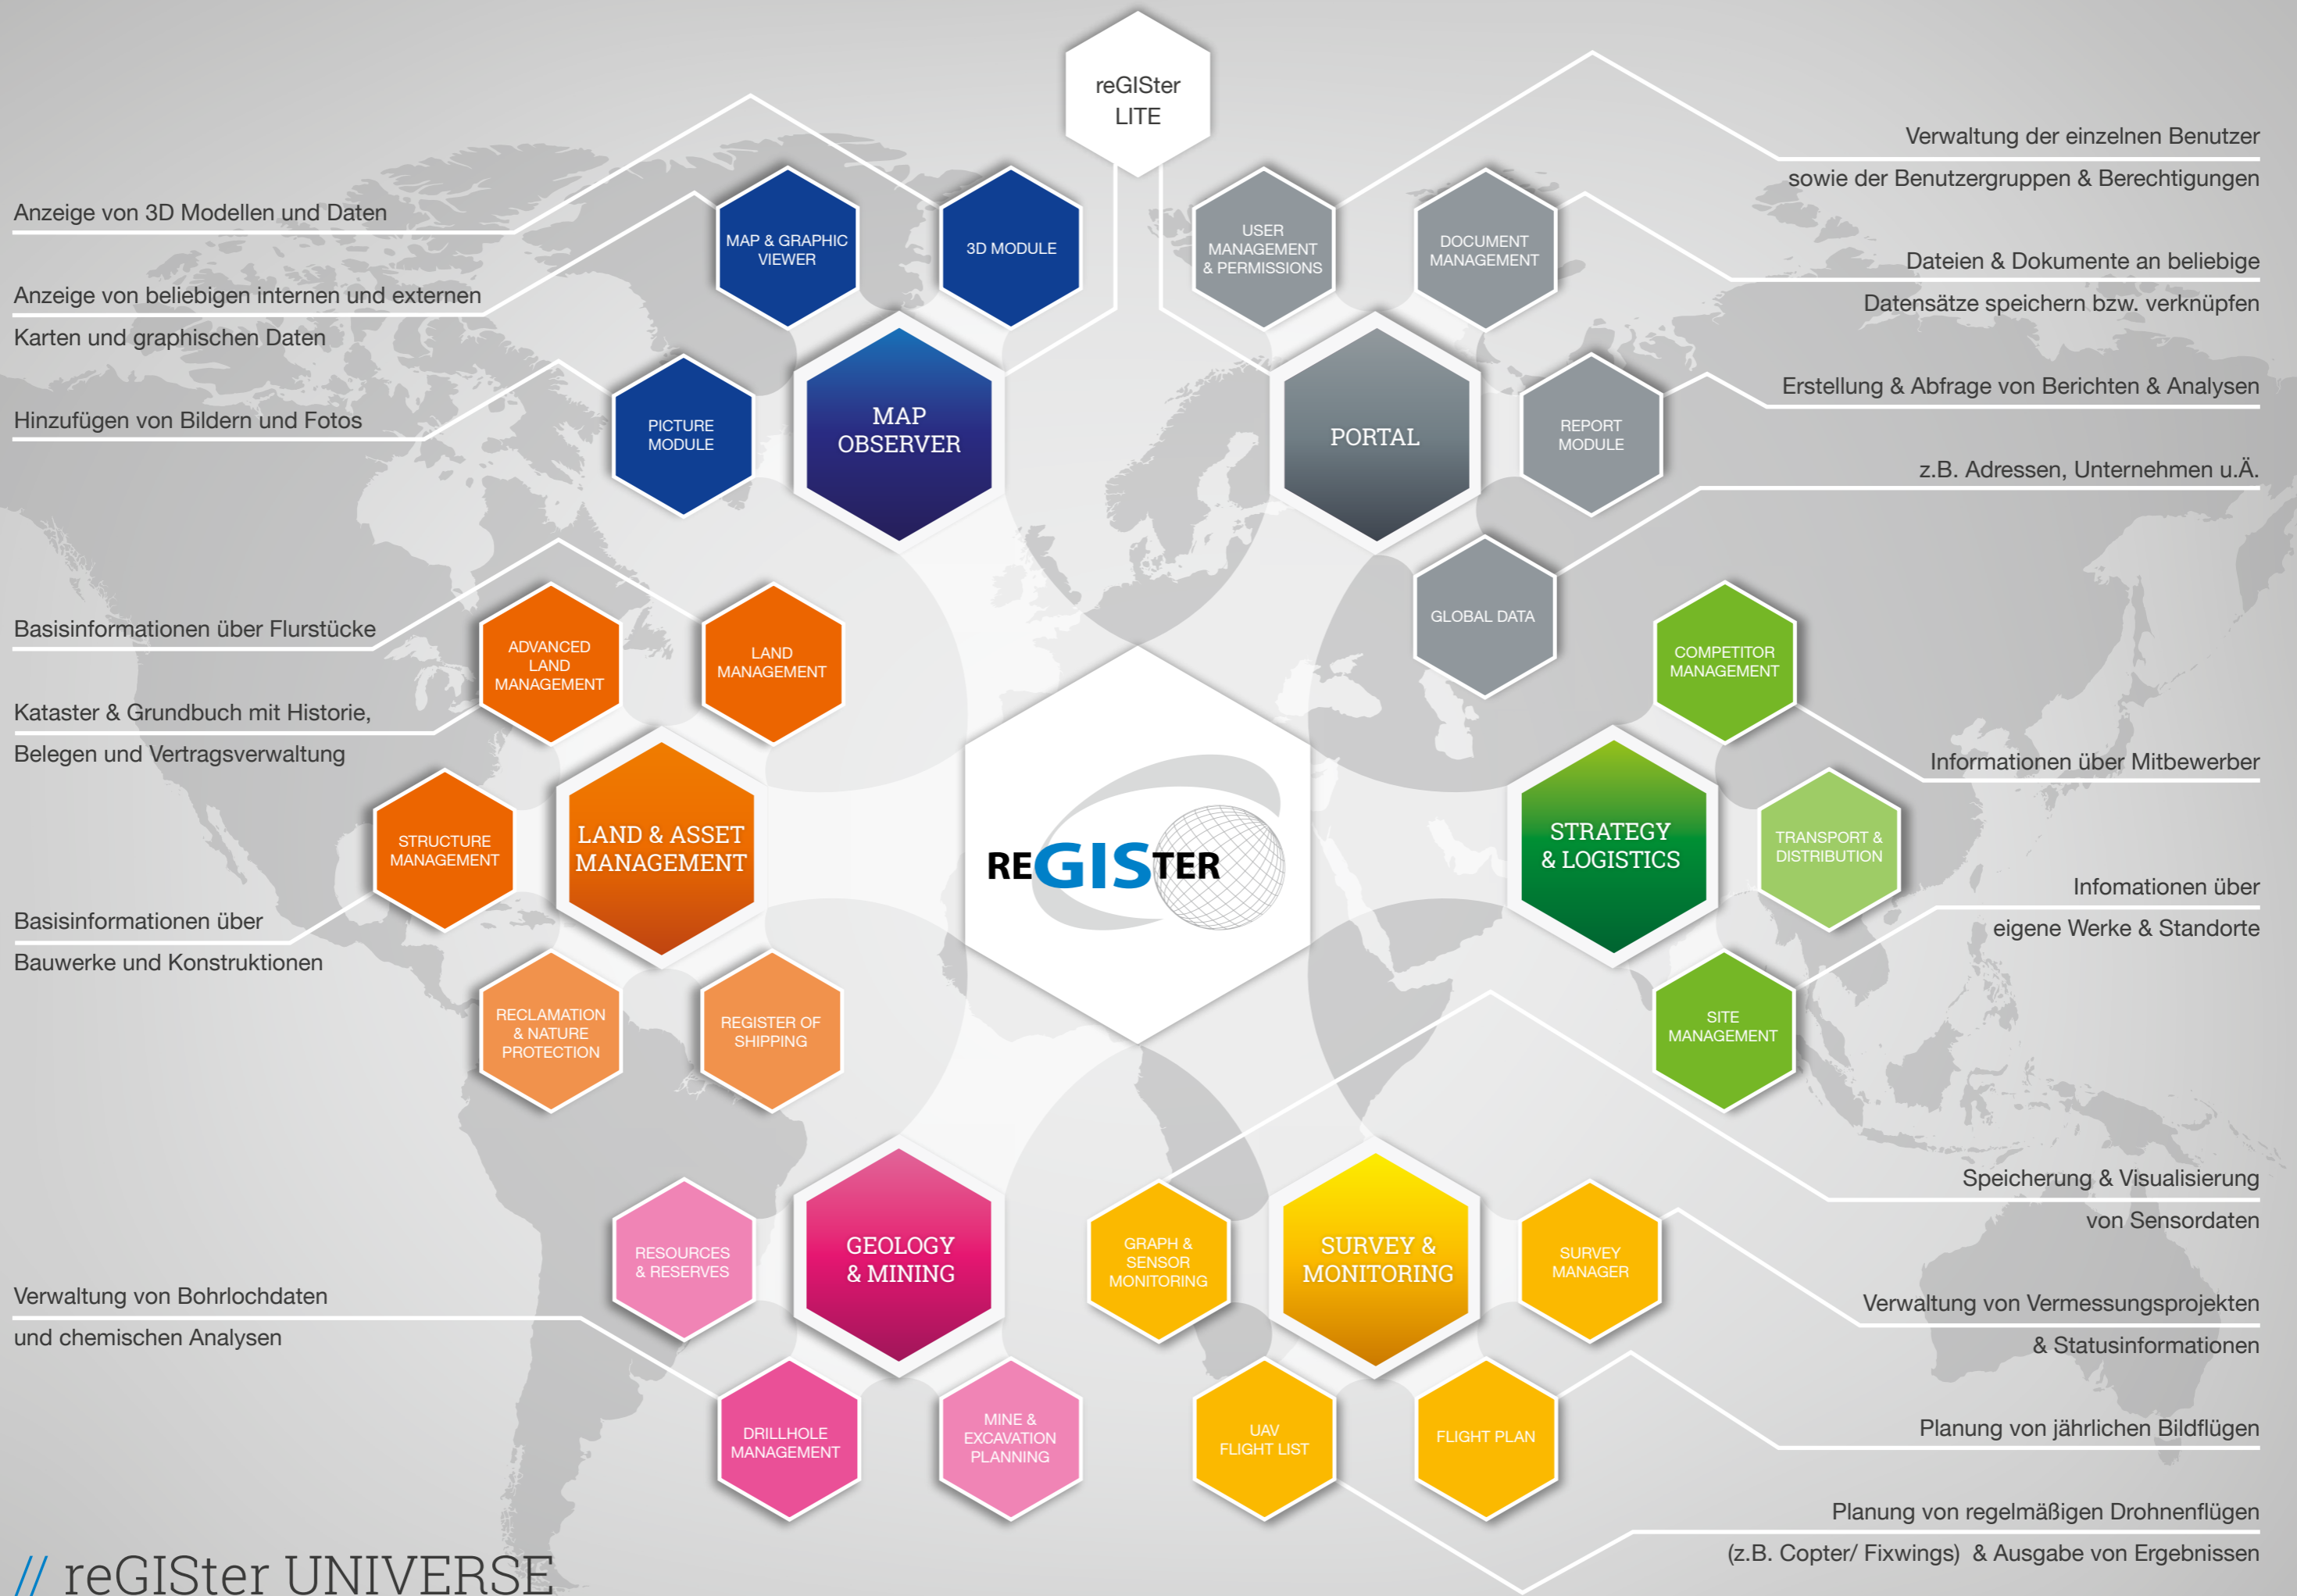 reGISter
LITE
Anzeige von 3D Modellen und Daten
Anzeige von beliebigen internen und externen
Karten und graphischen Daten
Hinzufügen von Bildern und Fotos
MAP & GRAPHIC
VIEWER
3D MODULE
PICTURE
MODULE
MAP
OBSERVER
USER
MANAGEMENT
& PERMISSIONS
DOCUMENT
MANAGEMENT
PORTAL
REPORT
MODULE
GLOBAL DATA
Verwaltung der einzelnen Benutzer
sowie der Benutzergruppen & Berechtigungen
Dateien & Dokumente an beliebige
Datensätze speichern bzw. verknüpfen
Erstellung & Abfrage von Berichten & Analysen
z.B. Adressen, Unternehmen u.Ä.
Basisinformationen über Flurstücke
Kataster & Grundbuch mit Historie,
Belegen und Vertragsverwaltung
Basisinformationen über
Bauwerke und Konstruktionen
ADVANCED
LAND
MANAGEMENT
LAND
MANAGEMENT
STRUCTURE
MANAGEMENT
LAND & ASSET
MANAGEMENT
RECLAMATION
& NATURE
PROTECTION
REGISTER OF
SHIPPING
REGISTER
COMPETITOR
MANAGEMENT
STRATEGY
& LOGISTICS
TRANSPORT &
DISTRIBUTION
SITE
MANAGEMENT
Informationen über Mitbewerber
Infomationen über
eigene Werke & Standorte
Verwaltung von Bohrlochdaten
und chemischen Analysen
RESOURCES
& RESERVES
GEOLOGY
& MINING
DRILLHOLE
MANAGEMENT
MINE &
EXCAVATION
PLANNING
GRAPH &
SENSOR
MONITORING
SURVEY &
MONITORING
SURVEY
MANAGER
UAV
FLIGHT LIST
FLIGHT PLAN
Speicherung & Visualisierung
von Sensordaten
Verwaltung von Vermessungsprojekten
& Statusinformationen
Planung von jährlichen Bildflügen
Planung von regelmäßigen Drohnenflügen
(z.B. Copter/ Fixwings) & Ausgabe von Ergebnissen
// reGISter UNIVERSE